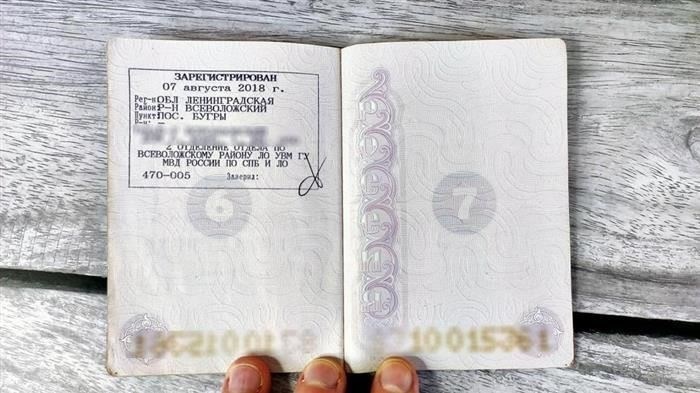 ЗАРЕГИСТРИРОВАН
07 августа 2018 г.
Рег-н: ОБЛ ЛЕНИНГРАДСКАЯ
Район: Р-Н ВСЕВОЛОЖСКИЙ
Пункт: ПОС. БУГРЫ
Р-н: —
2 ОТДЕЛЕНИЕ ОТДЕЛА ПО
ВСЕВОЛОЖСКОМУ РАЙОНУ ЛО УВМ ГУ
МВД РОССИИ ПО СПБ И ЛО
470-005 Заверил:
6
7